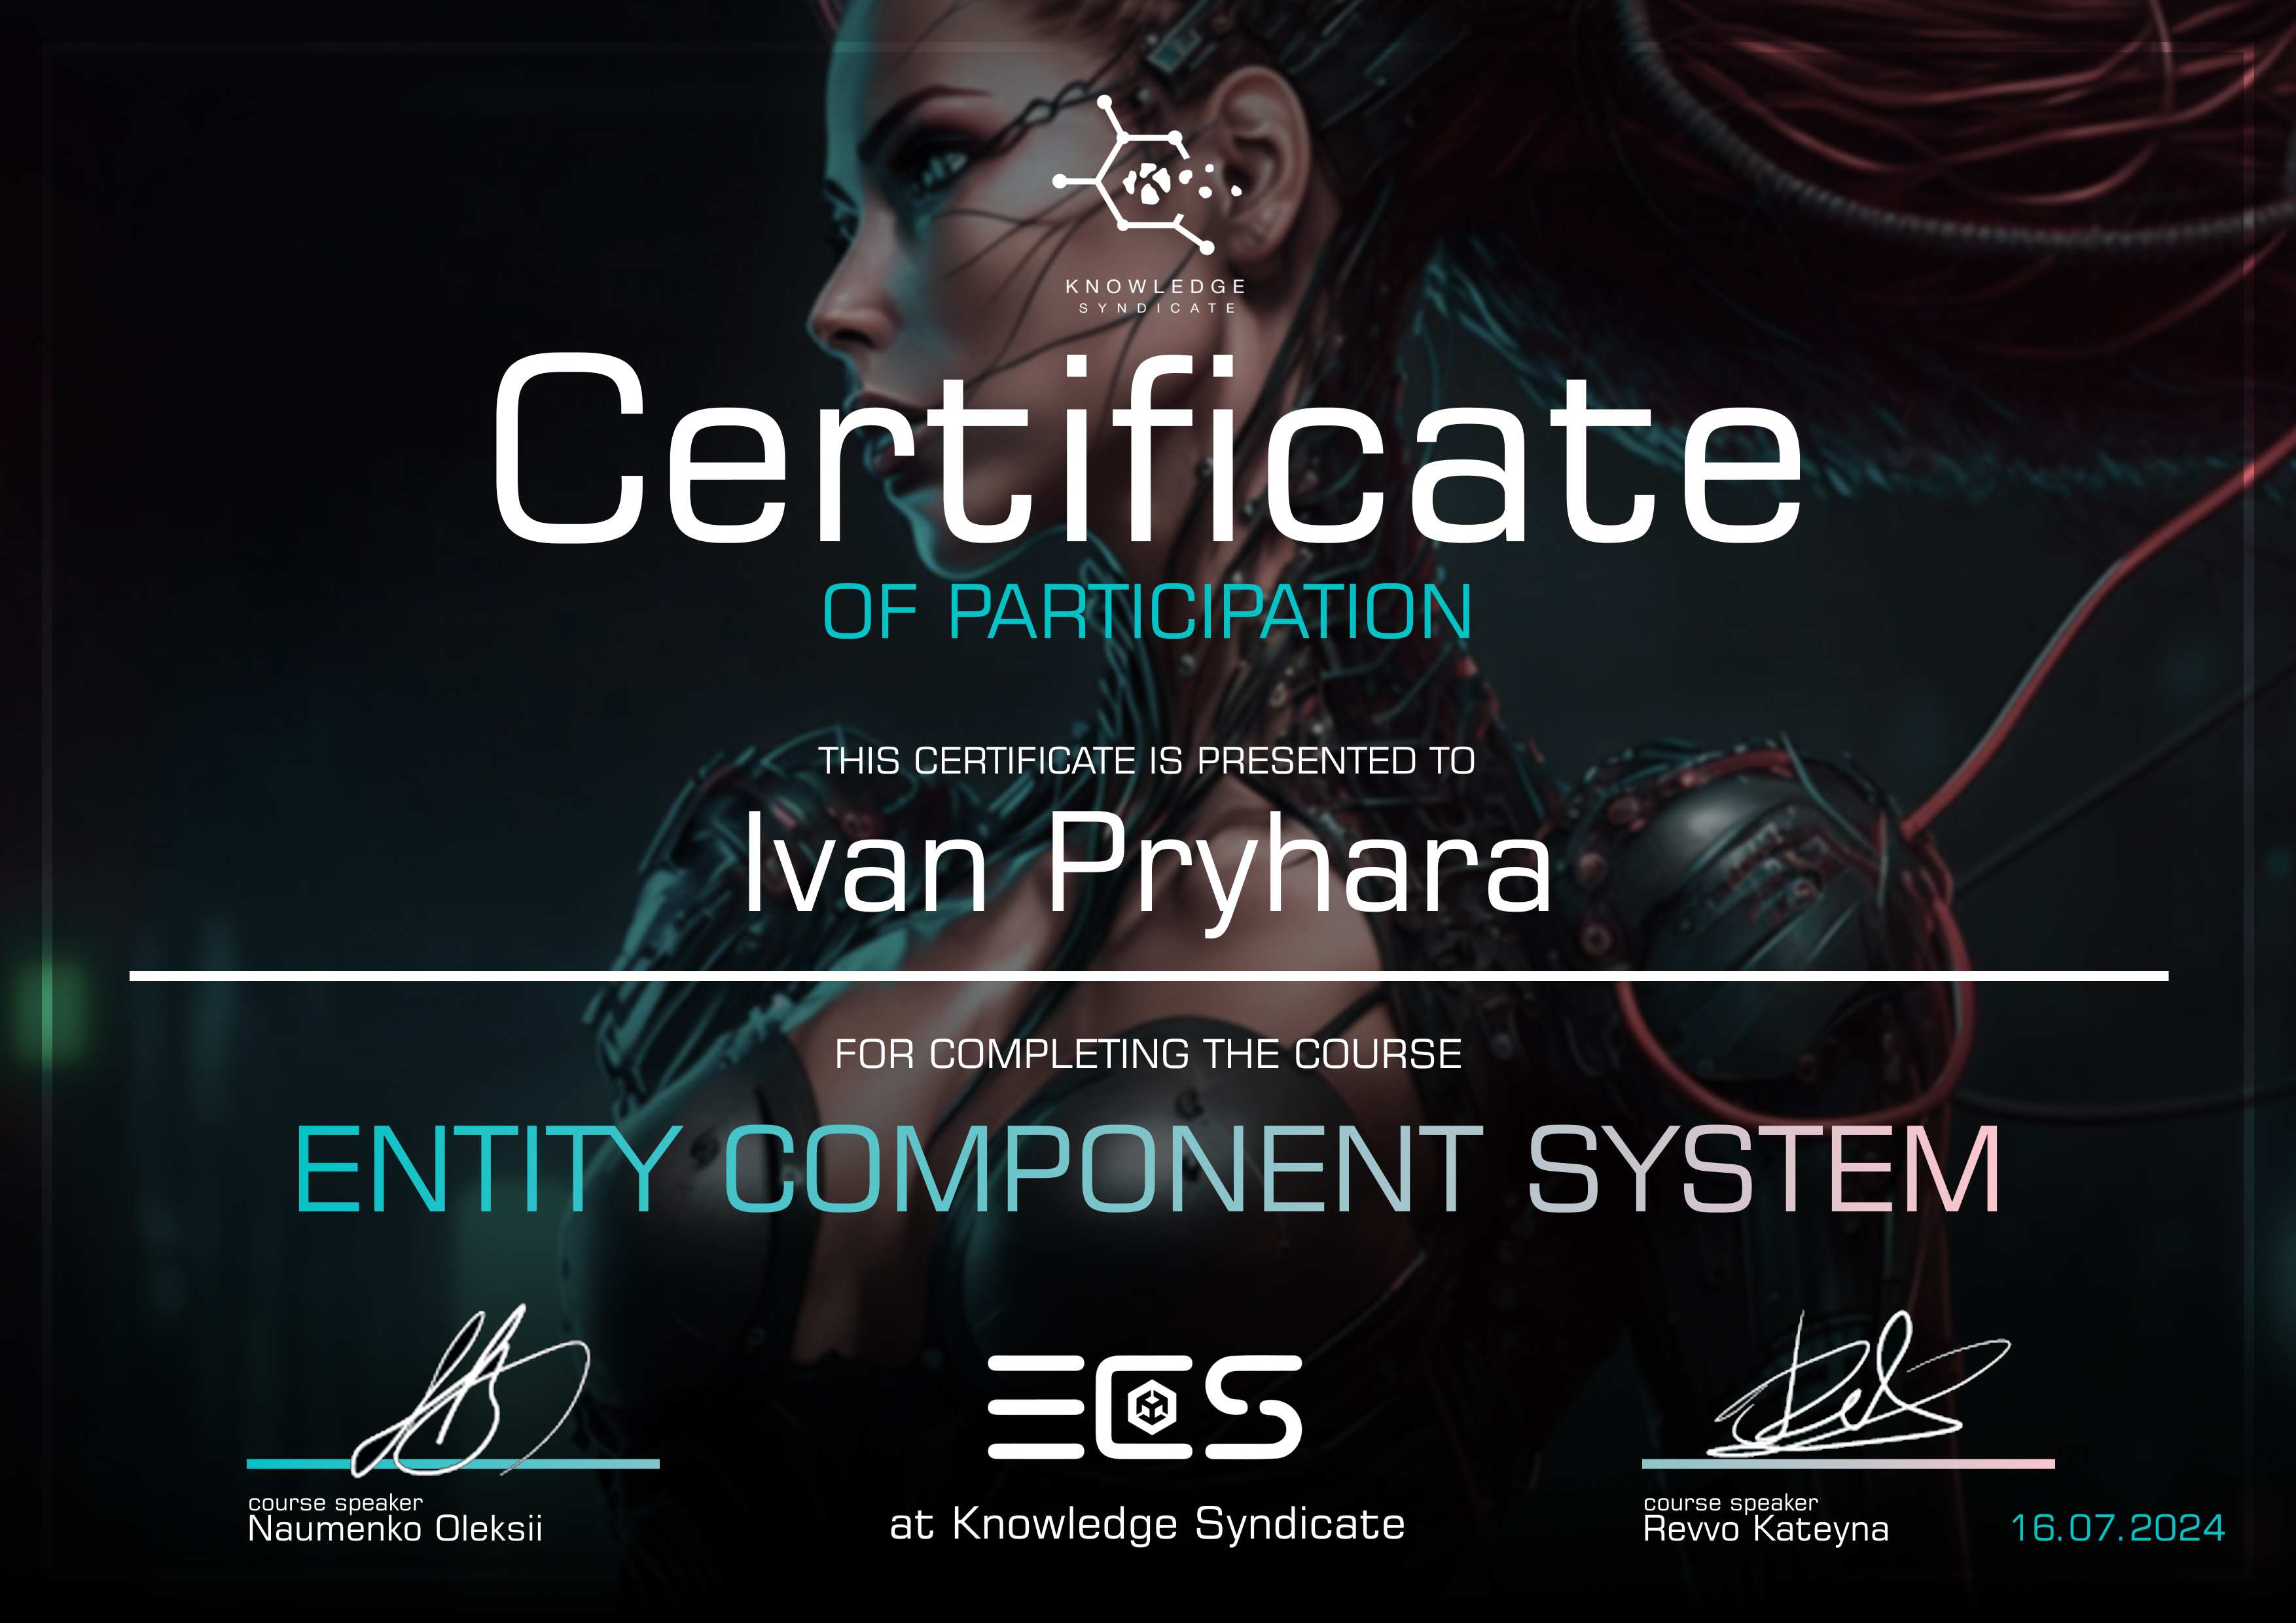 KNOWLEDGE
SYNDICATE
Certificate
OF PARTICIPATION
THIS CERTIFICATE IS PRESENTED TO
Ivan Pryhara
FOR COMPLETING THE COURSE
ENTITY COMPONENT SYSTEM
ECS
at Knowledge Syndicate
course speaker
Naumenko Oleksii
course speaker
Revvo Kateyna
16.07.2024